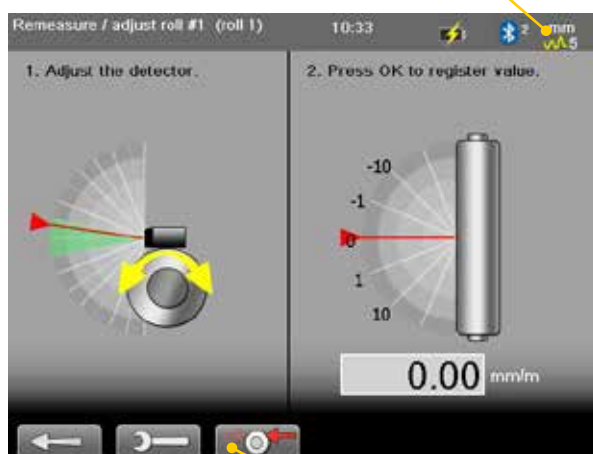 Remeasure / adjust roll #1 (roll 1) 10:33 2 mm
5
1. Adjust the detector.
2. Press OK to register value.
-10
-1
0
1
10
0.00 mm/m